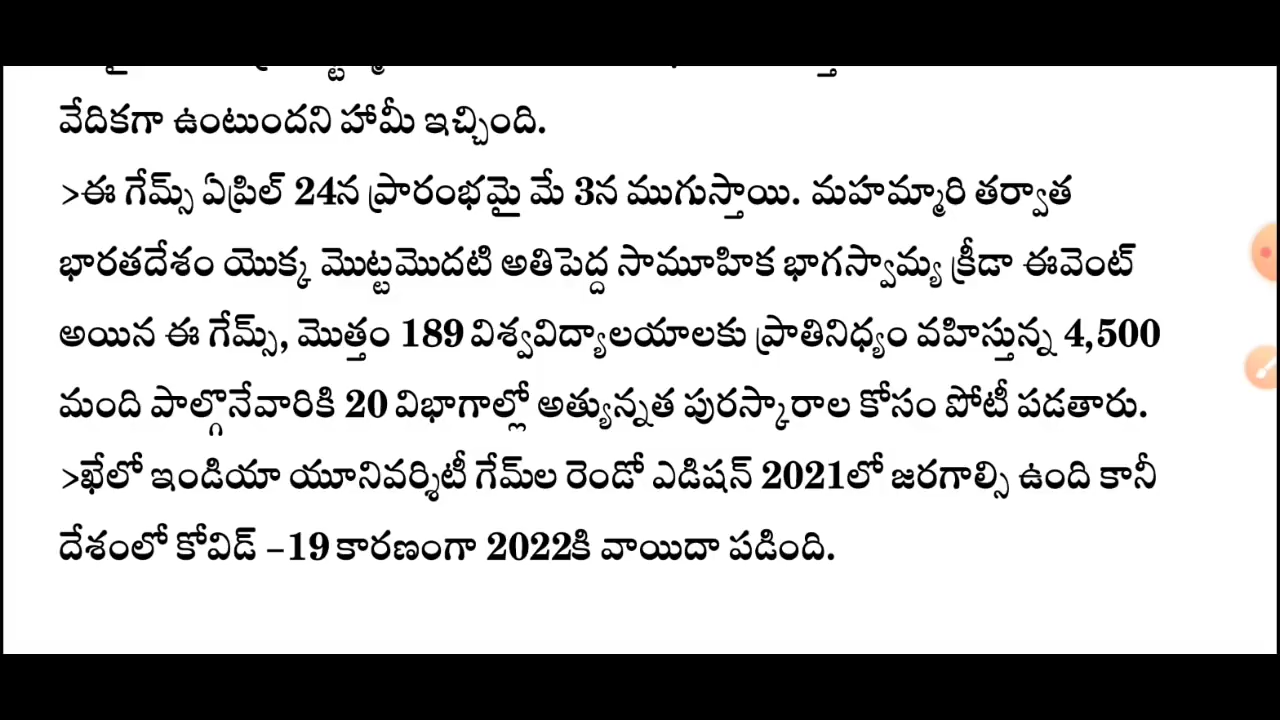 వేదికగా ఉంటుందని హామీ ఇచ్చింది.
>ఈ గేమ్స్ ఏప్రిల్ 24న ప్రారంభమై మే 3న ముగుస్తాయి. మహమ్మారి తర్వాత
భారతదేశం యొక్క మొట్టమొదటి అతిపెద్ద సామూహిక భాగస్వామ్య క్రీడా ఈవెంట్
అయిన ఈ గేమ్స్, మొత్తం 189 విశ్వవిద్యాలయాలకు ప్రాతినిధ్యం వహిస్తున్న 4,500
మంది పాల్గొనేవారికి 20 విభాగాల్లో అత్యున్నత పురస్కారాల కోసం పోటీ పడతారు.
>ఖేలో ఇండియా యూనివర్శిటీ గేమ్‌ల రెండో ఎడిషన్ 2021లో జరగాల్సి ఉంది కానీ
దేశంలో కోవిడ్ –19 కారణంగా 2022కి వాయిదా పడింది.